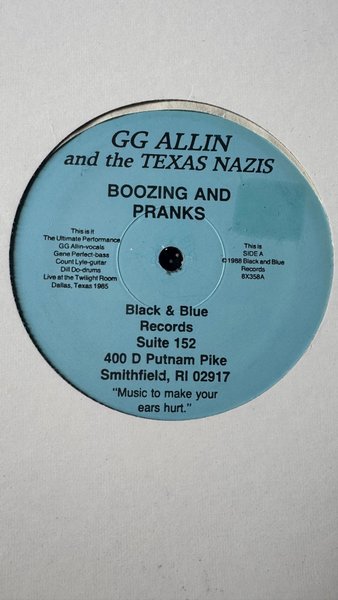 GG ALLIN
and the TEXAS NAZIS
BOOZING AND
PRANKS
This is it
The Ultimate Performance
GG Allin-vocals
Gene Perfect-bass
Count Lyle-guitar
Dill Do-drums
Live at the Twilight Room
Dallas, Texas 1985
This is
SIDE A
©1988 Black and Blue
Records
8X358A
Black & Blue
Records
Suite 152
400 D Putnam Pike
Smithfield, RI 02917
"Music to make your
ears hurt."